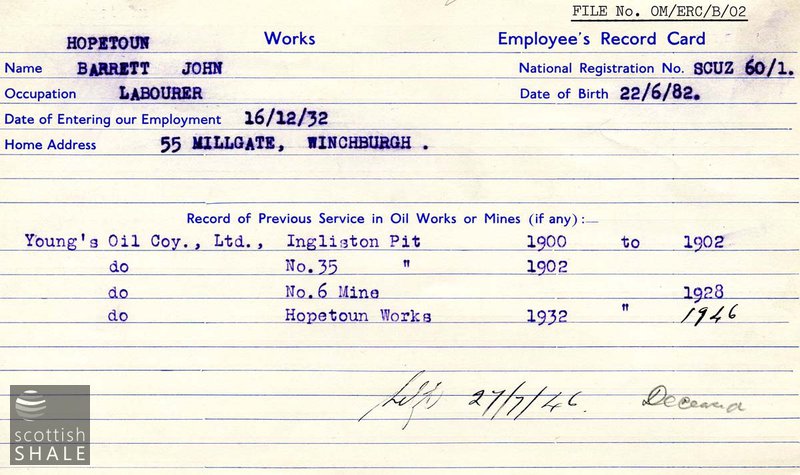 FILE No. OM/ERC/B/02
HOPETOUN Works Employee's Record Card
Name BARRETT JOHN National Registration No. SCUZ 60/1.
Occupation LABOURER Date of Birth 22/6/82.
Date of Entering our Employment 16/12/32
Home Address 55 MILLGATE, WINCHBURGH .
Record of Previous Service in Oil Works or Mines (if any):—
Young's Oil Coy., Ltd., Ingliston Pit 1900 to 1902
do No.35 " 1902
do No.6 Mine 1928
do Hopetoun Works 1932 " 1946
27/7/46. Deceased
scottish
SHALE